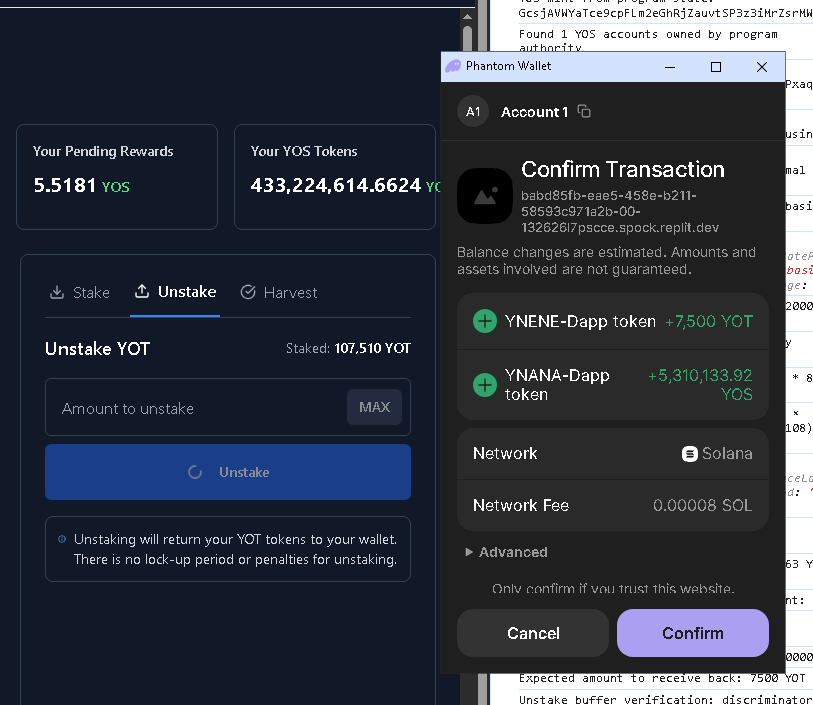 YOS mint from program state:
GcsjAVWYaTce9cpFLm2eGhRjZauvtSP3z3iMrZsrMW
Found 1 YOS accounts owned by program
authority
Phantom Wallet
Pxaq
A1 Account 1
Your Pending Rewards
5.5181 YOS
Your YOS Tokens
433,224,614.6624 YO
Confirm Transaction
babd85fb-eae5-458e-b211-
58593c971a2b-00-
132626l7pscce.spock.replit.dev
Balance changes are estimated. Amounts and
assets involved are not guaranteed.
usin
mal
basi
ateP
basi
ge:
2000
y
* 8
×
108)
Stake
Unstake
Harvest
Unstake YOT
Staked: 107,510 YOT
Amount to unstake
MAX
Unstake
Unstaking will return your YOT tokens to your wallet.
There is no lock-up period or penalties for unstaking.
YNENE-Dapp token +7,500 YOT
YNANA-Dapp
token
+5,310,133.92
YOS
Network Solana
Network Fee 0.00008 SOL
Advanced
Only confirm if you trust this website.
Cancel
Confirm
ceLa
d:
63 Y
nt:
0000
Expected amount to receive back: 7500 YOT
Unstake buffer verification: discriminator